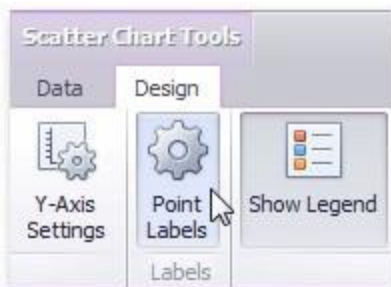 Scatter Chart Tools
Data Design
Y-Axis
Settings
Point
Labels
Show Legend
Labels